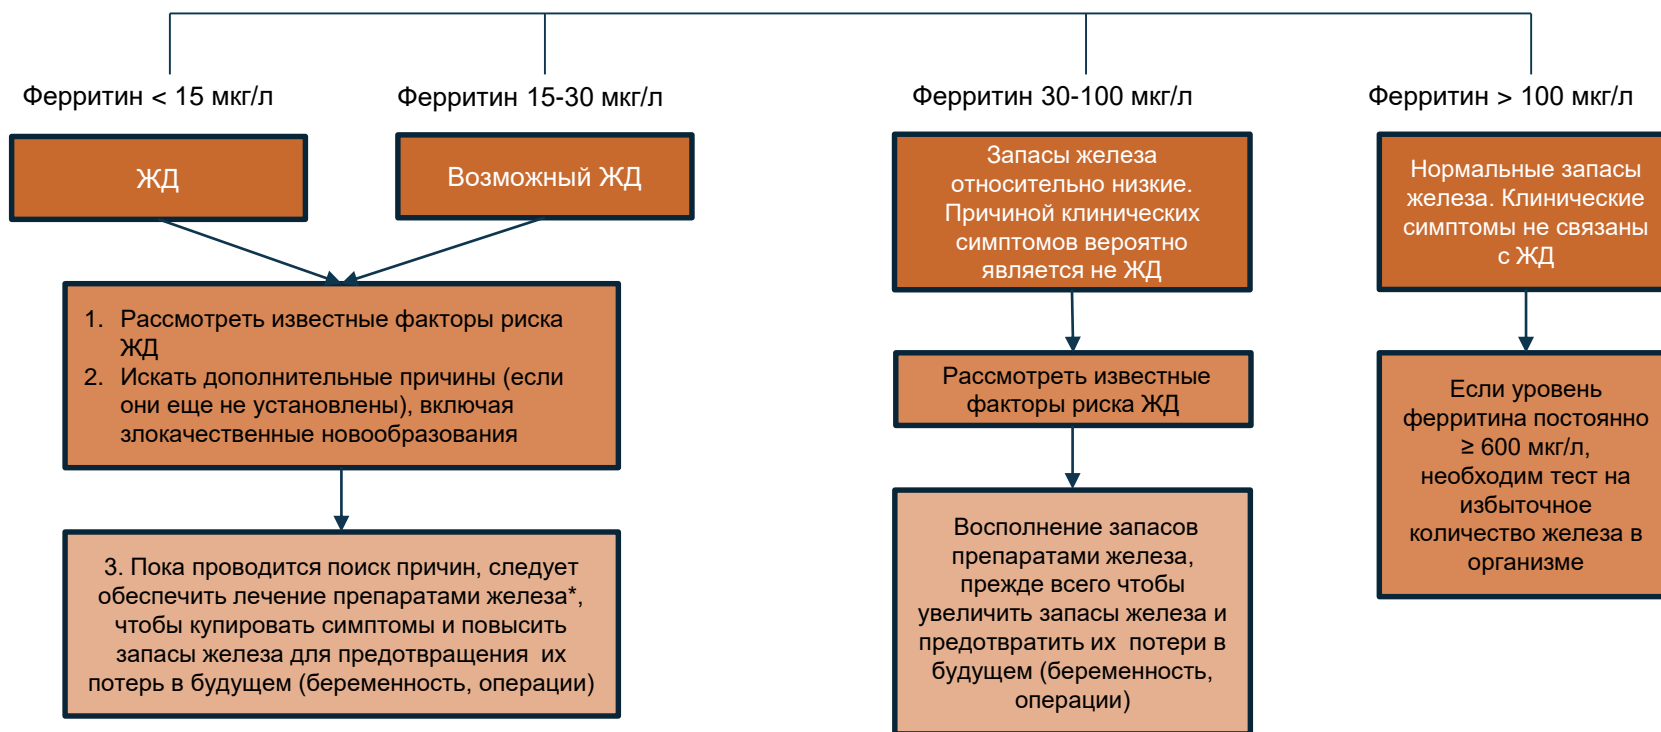 Ферритин < 15 мкг/л
Ферритин 15-30 мкг/л
Ферритин 30-100 мкг/л
Ферритин > 100 мкг/л
ЖД
Возможный ЖД
Запасы железа
относительно низкие.
Причиной клинических
симптомов вероятно
является не ЖД
Нормальные запасы
железа. Клинические
симптомы не связаны
с ЖД
1. Рассмотреть известные факторы риска
ЖД
2. Искать дополнительные причины (если
они еще не установлены), включая
злокачественные новообразования
Рассмотреть известные
факторы риска ЖД
Если уровень
ферритина постоянно
≥ 600 мкг/л,
необходим тест на
избыточное
количество железа в
организме
3. Пока проводится поиск причин, следует
обеспечить лечение препаратами железа*,
чтобы купировать симптомы и повысить
запасы железа для предотвращения их
потерь в будущем (беременность, операции)
Восполнение запасов
препаратами железа,
прежде всего чтобы
увеличить запасы железа и
предотвратить их потери в
будущем (беременность,
операции)